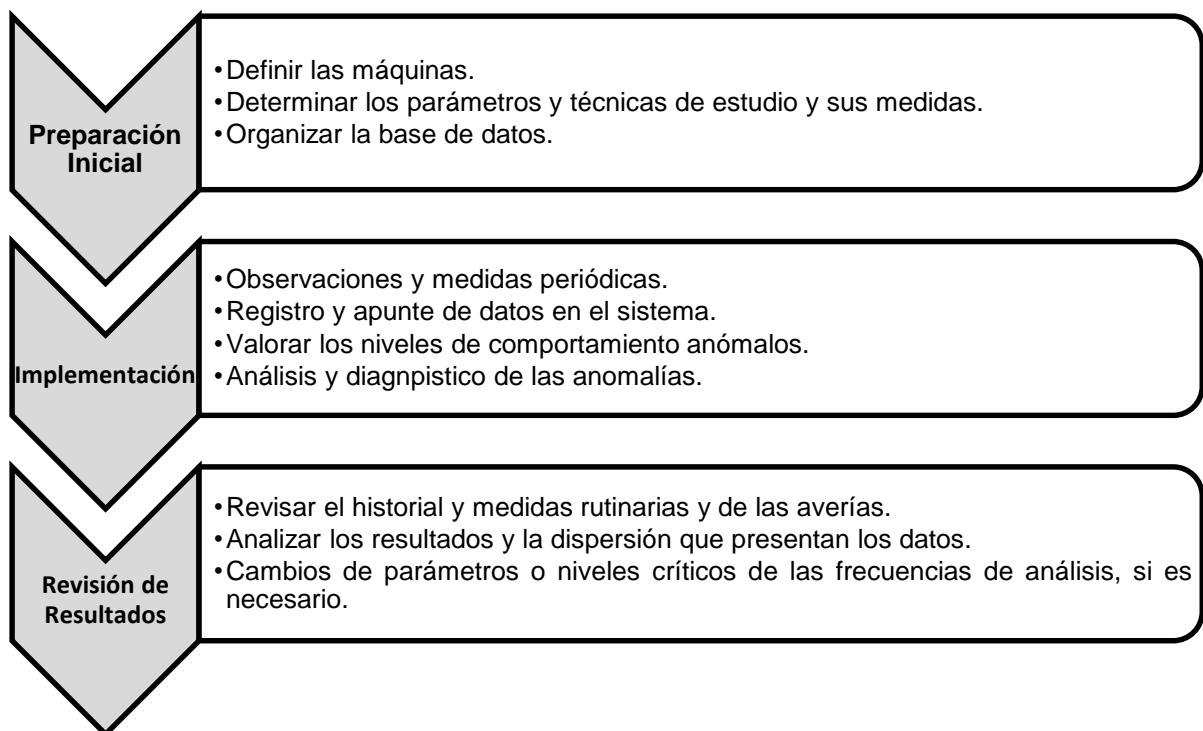 Preparación
Inicial
•Definir las máquinas.
•Determinar los parámetros y técnicas de estudio y sus medidas.
•Organizar la base de datos.
Implementación
•Observaciones y medidas periódicas.
•Registro y apunte de datos en el sistema.
•Valorar los niveles de comportamiento anómalos.
•Análisis y diagnpistico de las anomalías.
Revisión de
Resultados
•Revisar el historial y medidas rutinarias y de las averías.
•Analizar los resultados y la dispersión que presentan los datos.
•Cambios de parámetros o niveles críticos de las frecuencias de análisis, si es
necesario.